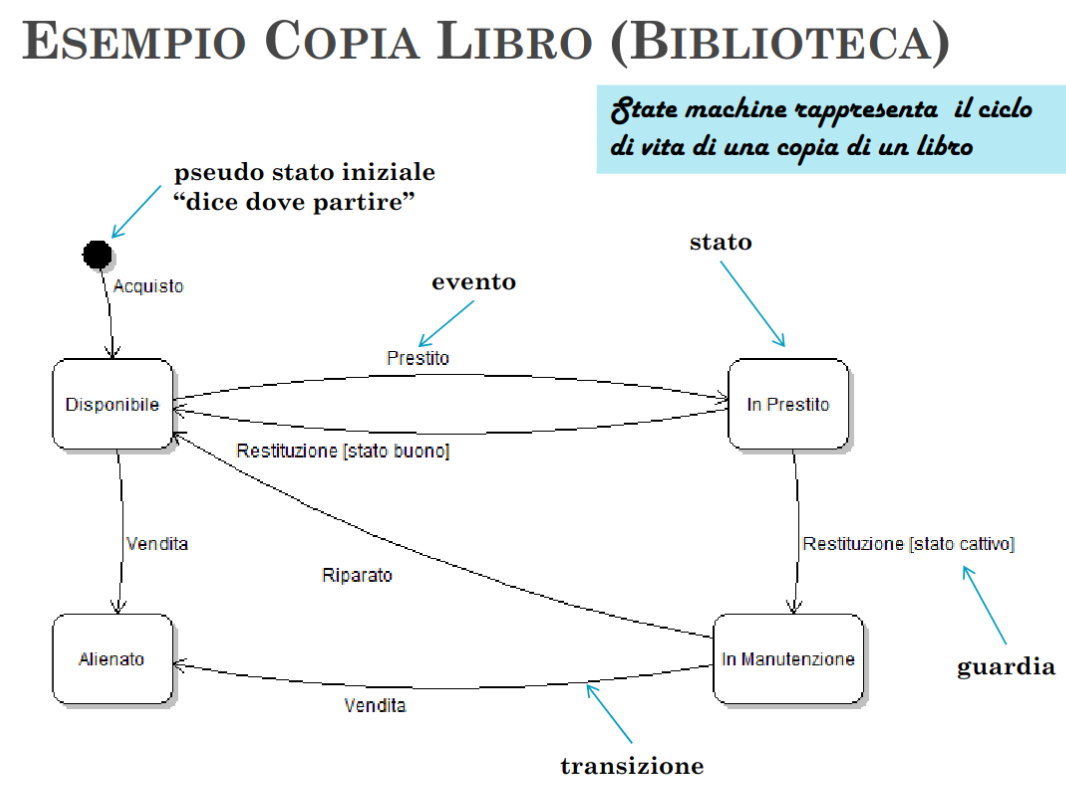 ESEMPIO COPIA LIBRO (BIBLIOTECA)
State machine rappresenta il ciclo
di vita di una copia di un libro
pseudo stato iniziale
“dice dove partire”
stato
evento
Acquisto
Prestito
Disponibile
In Prestito
Restituzione [stato buono]
Vendita
Restituzione [stato cattivo]
Riparato
Alienato
In Manutenzione
guardia
Vendita
transizione